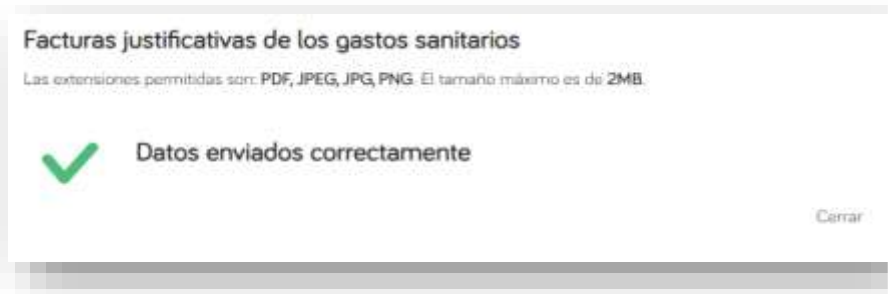 Facturas justificativas de los gastos sanitarios
Las extensiones permitidas son: PDF, JPEG, JPG, PNG. El tamaño máximo es de 2MB.
Datos enviados correctamente
Cerrar